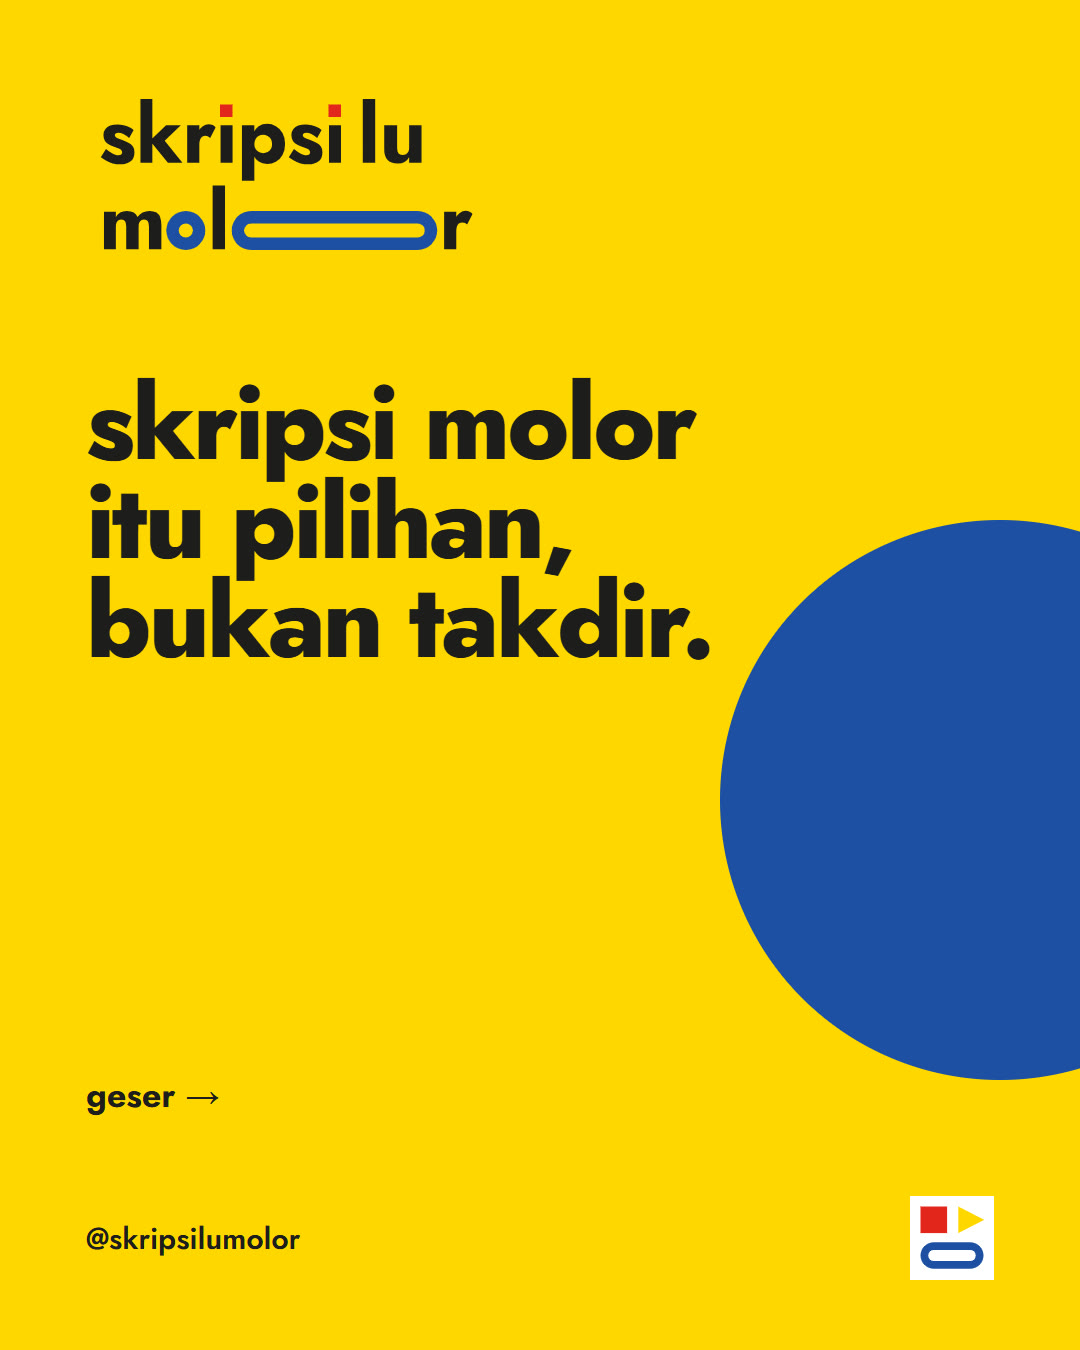 skripsi lu
molor
skripsi molor
itu pilihan,
bukan takdir.
geser →
@skripsilumolor